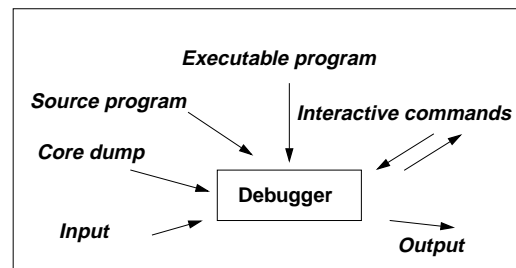 Executable program
Source program
Interactive commands
Core dump
Debugger
Input
Output